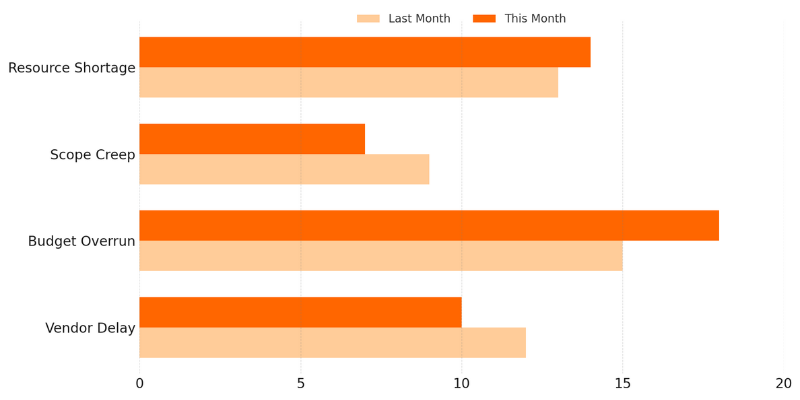 Last Month
This Month
Resource Shortage
Scope Creep
Budget Overrun
Vendor Delay
0 5 10 15 20